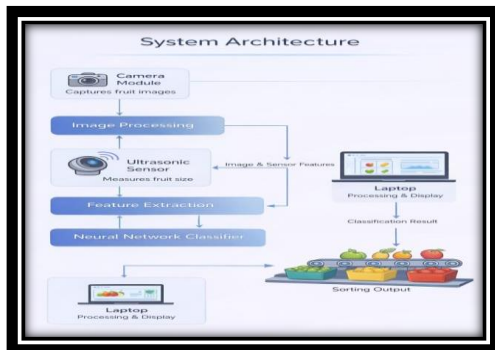 System Architecture
Camera
Module
Captures fruit images
Image Processing
Ultrasonic
Sensor
Measures fruit size
Image & Sensor Features
Feature Extraction
Neural Network Classifier
Laptop
Processing & Display
Classification Result
Sorting Output
Laptop
Processing & Display